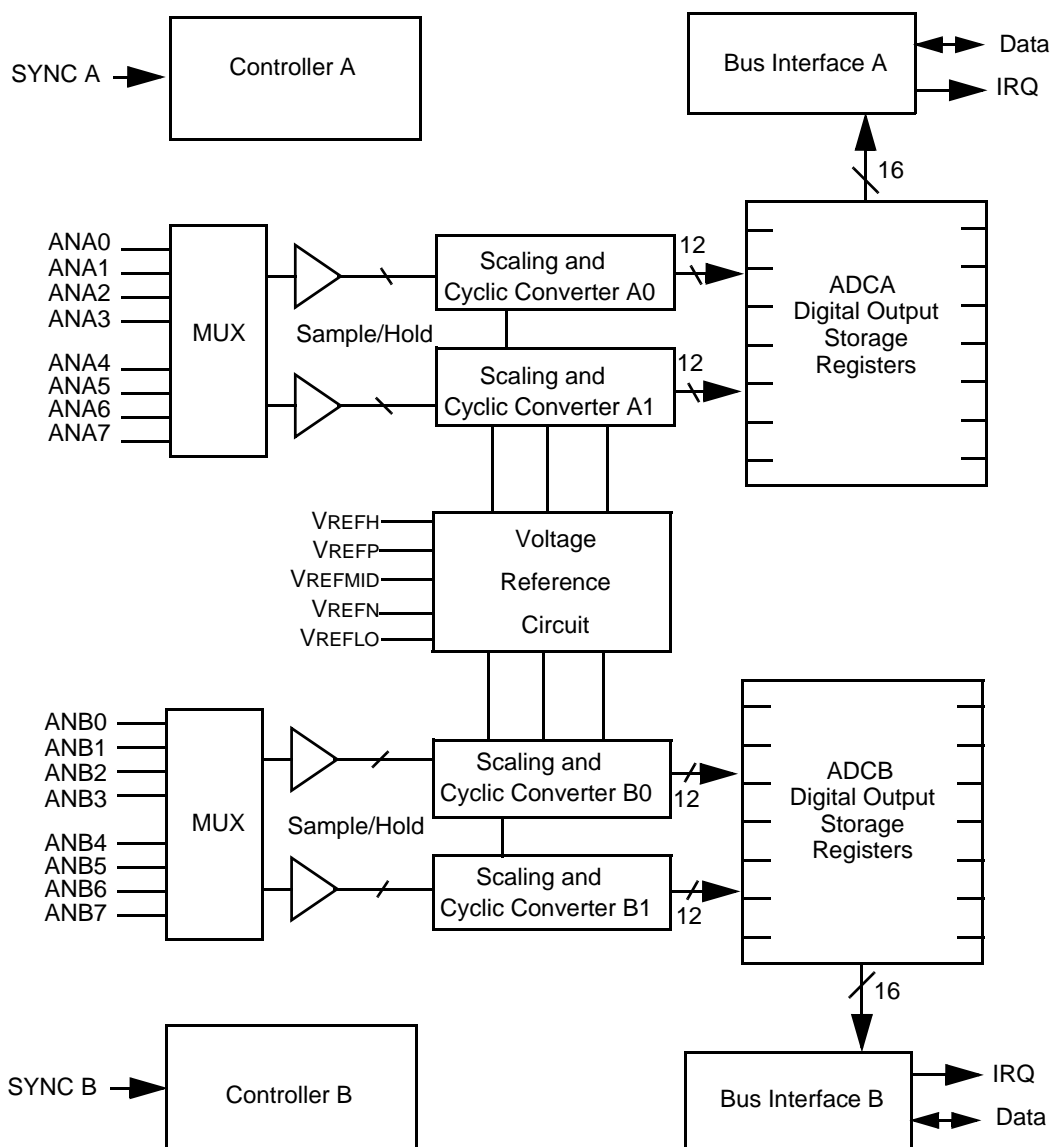 SYNC A
Controller A
Bus Interface A
Data
IRQ
16
ANA0
ANA1
ANA2
ANA3
ANA4
ANA5
ANA6
ANA7
MUX
Sample/Hold
Scaling and
Cyclic Converter A0
12
Scaling and
Cyclic Converter A1
12
ADCA
Digital Output
Storage
Registers
VREFH
VREFP
VREFMID
VREFN
VREFLO
Voltage
Reference
Circuit
ANB0
ANB1
ANB2
ANB3
ANB4
ANB5
ANB6
ANB7
MUX
Sample/Hold
Scaling and
Cyclic Converter B0
12
Scaling and
Cyclic Converter B1
12
ADCB
Digital Output
Storage
Registers
16
SYNC B
Controller B
Bus Interface B
IRQ
Data